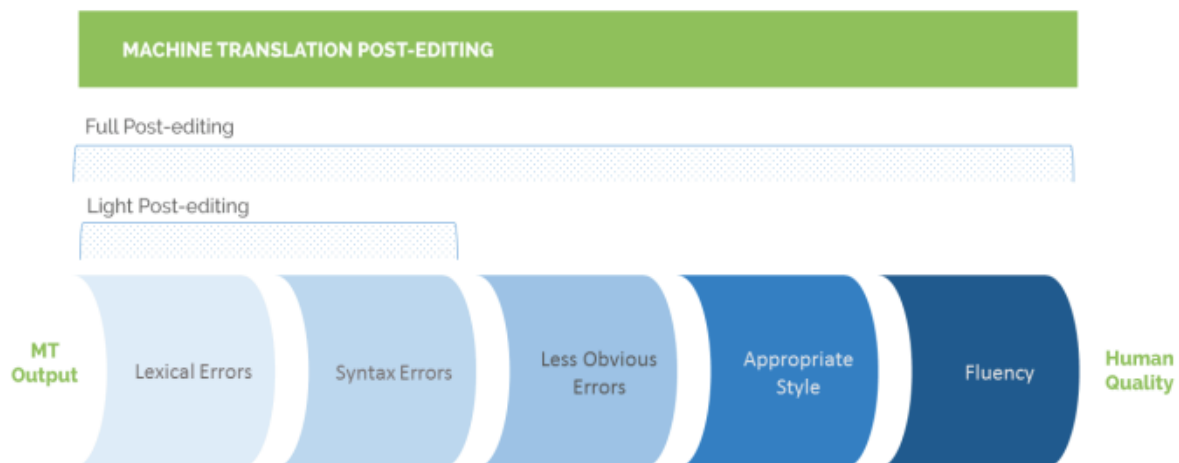 MACHINE TRANSLATION POST-EDITING
Full Post-editing
Light Post-editing
MT
Output
Lexical Errors
Syntax Errors
Less Obvious
Errors
Appropriate
Style
Fluency
Human
Quality